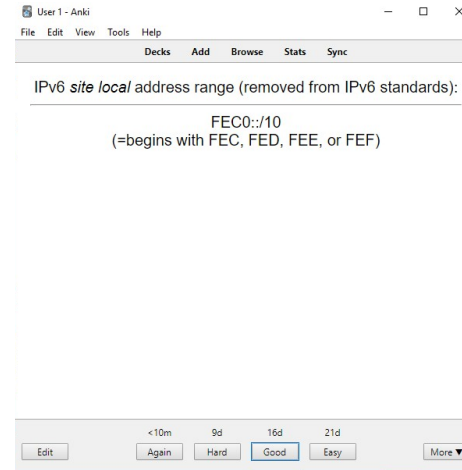 User 1 - Anki
File Edit View Tools Help
Decks Add Browse Stats Sync
IPv6 site local address range (removed from IPv6 standards):
FEC0::/10
(=begins with FEC, FED, FEE, or FEF)
<10m 9d 16d 21d
Edit Again Hard Good Easy More ▼